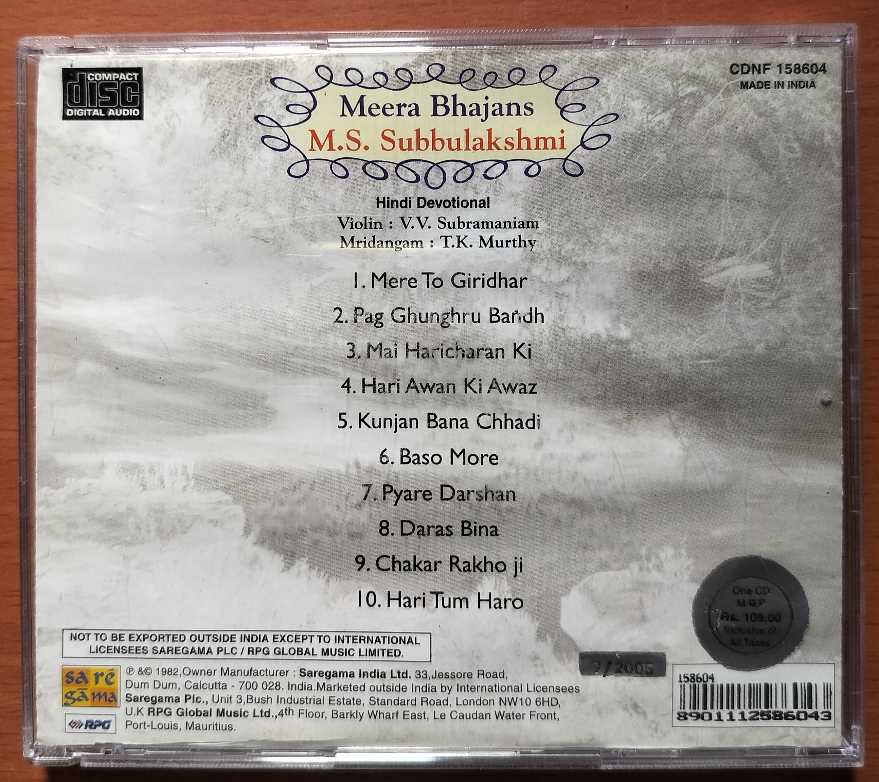 COMPACT
disc
DIGITAL AUDIO
CDNF 158604
MADE IN INDIA
Meera Bhajans
M.S. Subbulakshmi
Hindi Devotional
Violin : V.V. Subramaniam
Mridangam : T.K. Murthy
1. Mere To Giridhar
2. Pag Ghunghru Bandh
3. Mai Haricharan Ki
4. Hari Awan Ki Awaz
5. Kunjan Bana Chhadi
6. Baso More
7. Pyare Darshan
8. Daras Bina
9. Chakar Rakho ji
10. Hari Tum Haro
One CD
M.R.P
Rs. 109.00
Inclusive of
All Taxes
NOT TO BE EXPORTED OUTSIDE INDIA EXCEPT TO INTERNATIONAL
LICENSEES SAREGAMA PLC / RPG GLOBAL MUSIC LIMITED.
sa re
ga ma
RPG
℗ &© 1982,Owner Manufacturer : Saregama India Ltd. 33,Jessore Road,
Dum Dum, Calcutta - 700 028. India.Marketed outside India by International Licensees
Saregama Plc., Unit 3,Bush Industrial Estate, Standard Road, London NW10 6HD,
U.K RPG Global Music Ltd.,4th Floor, Barkly Wharf East, Le Caudan Water Front,
Port-Louis, Mauritius.
2/2005
158604
8901112586043